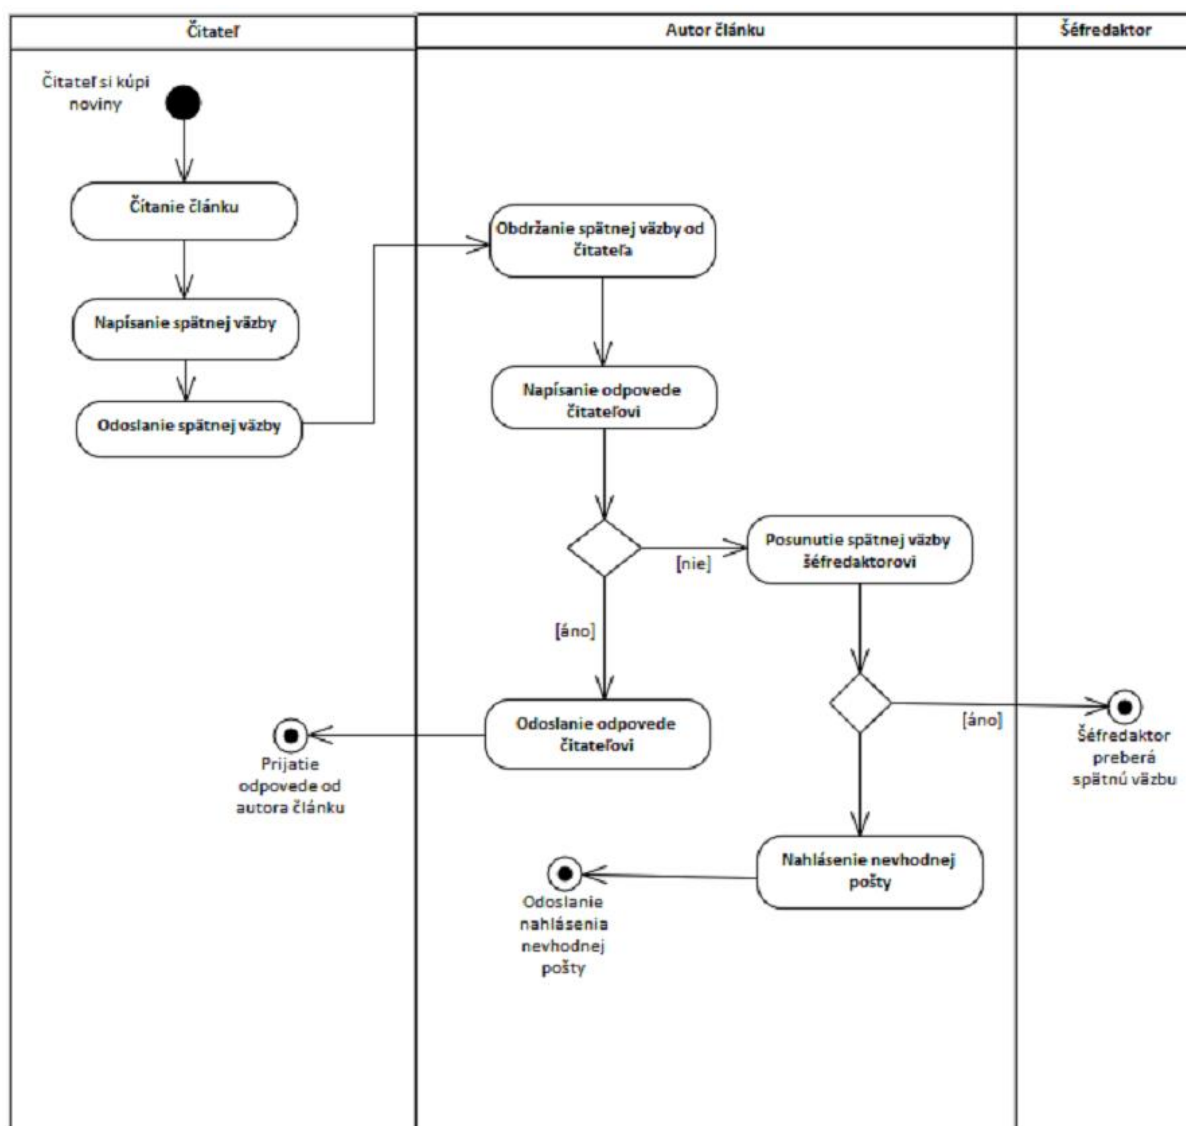 Čitateľ
Autor článku
Šéfredaktor
Čitateľ si kúpi
noviny
Čítanie článku
Napísanie spätnej väzby
Odoslanie spätnej väzby
Obdržanie spätnej väzby od
čitateľa
Napísanie odpovede
čitateľovi
[nie]
Posunutie spätnej väzby
šéfredaktorovi
[áno]
Odoslanie odpovede
čitateľovi
Prijatie
odpovede od
autora článku
[áno]
Šéfredaktor
preberá
spätnú väzbu
Nahlásenie nevhodnej
pošty
Odoslanie
nahlásenia
nevhodnej
pošty